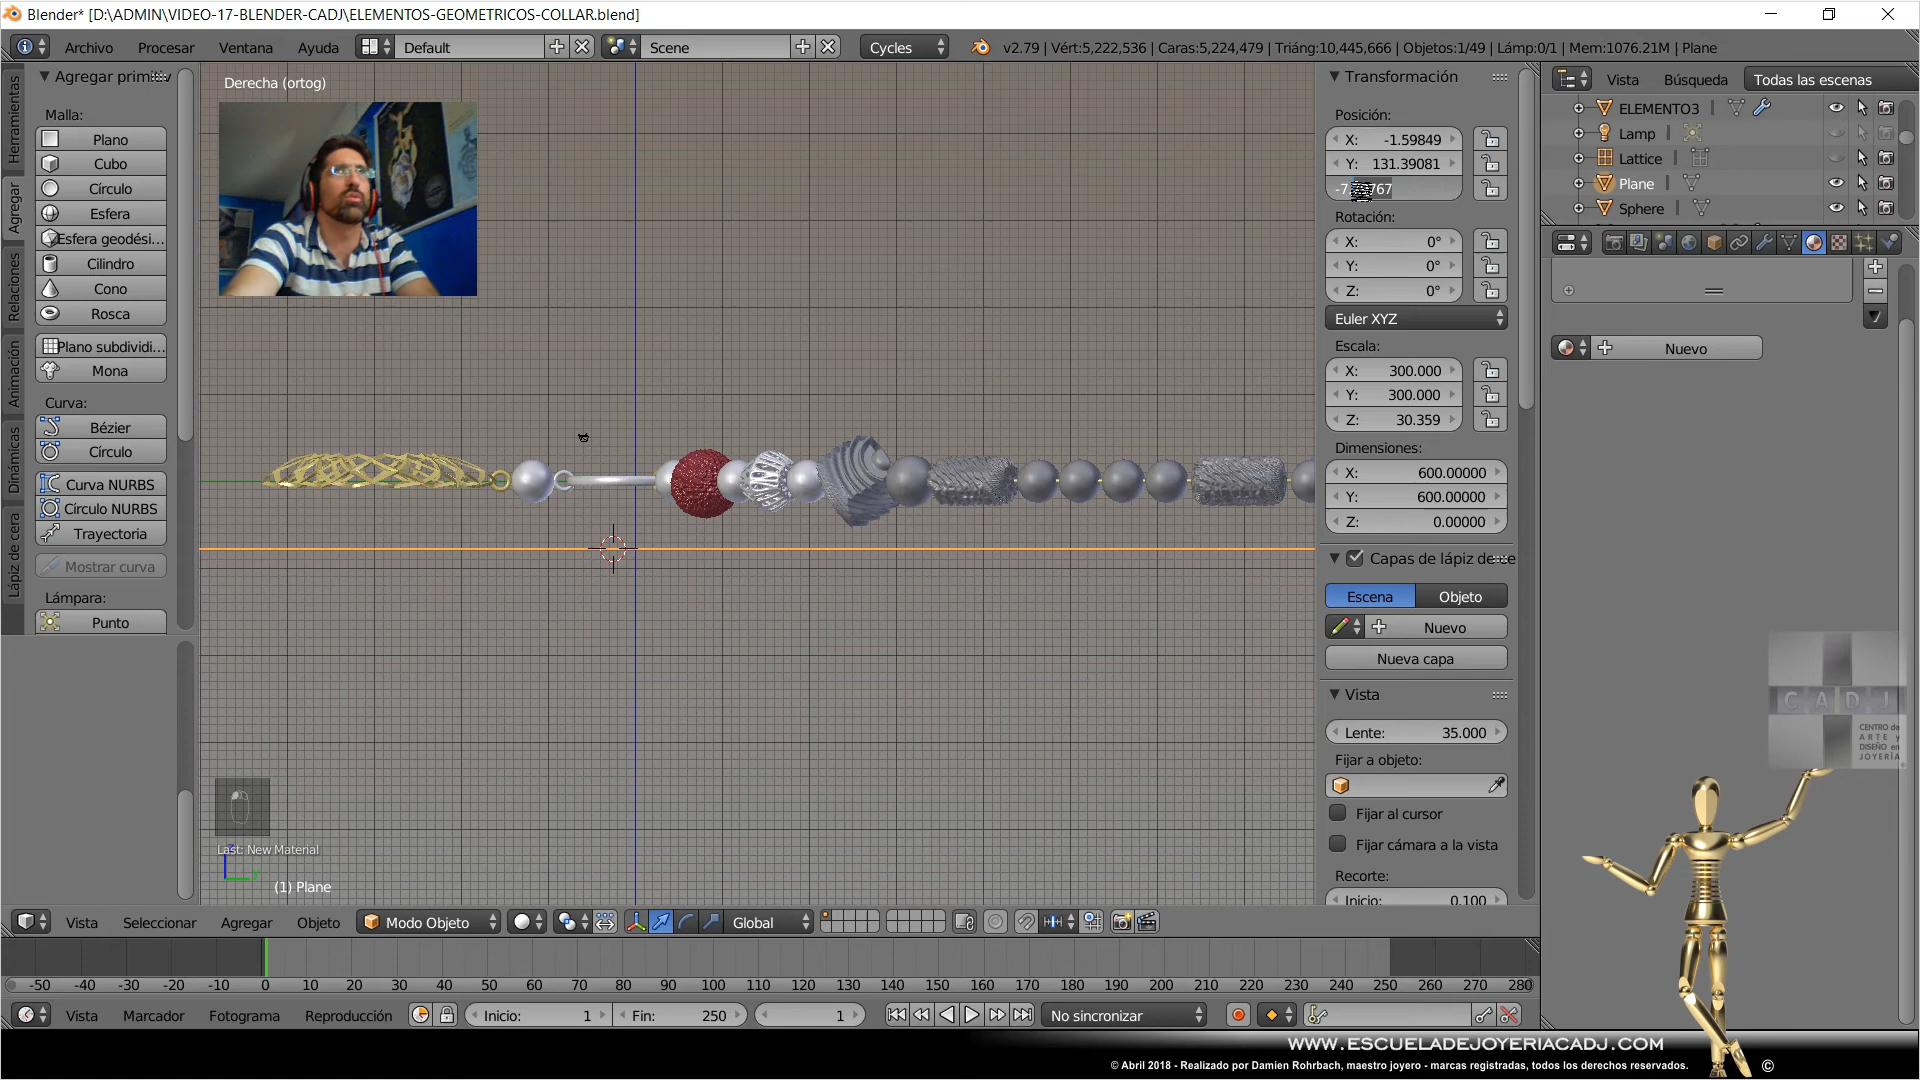 Blender* [D:\ADMIN\VIDEO-17-BLENDER-CADJ\ELEMENTOS-GEOMETRICOS-COLLAR.blend]
Archivo Procesar Ventana Ayuda Default Scene Cycles v2.79 | Vért:5,222,536 | Caras:5,224,479 | Triáng:10,445,666 | Objetos:1/49 | Lámp:0/1 | Mem:1076.21M | Plane
Herramientas
Agregar
Relaciones
Animación
Dinámicas
Lápiz de cera
Malla:
Plano
Cubo
Círculo
Esfera
Esfera geodési...
Cilindro
Cono
Rosca
Plano subdividi...
Mona
Curva:
Bézier
Círculo
Curva NURBS
Círculo NURBS
Trayectoria
Mostrar curva
Lámpara:
Punto
Derecha (ortog)
Last: New Material
(1) Plane
Transformación
Posición:
X: -1.59849
Y: 131.39081
Rotación:
X: 0°
Y: 0°
Z: 0°
Euler XYZ
Escala:
X: 300.000
Y: 300.000
Z: 30.359
Dimensiones:
X: 600.00000
Y: 600.00000
Z: 0.00000
Capas de lápiz de
Escena Objeto
Nuevo
Nueva capa
Vista
Lente: 35.000
Fijar a objeto:
Fijar al cursor
Fijar cámara a la vista
Recorte:
Inicio: 0.100
Vista Búsqueda Todas las escenas
ELEMENTO3
Lamp
Lattice
Plane
Sphere
Nuevo
CADJ
CENTRO de
ARTE y
DISEÑO en
JOYERÍA
Vista Seleccionar Agregar Objeto Modo Objeto Global
-50 -40 -30 -20 -10 0 10 20 30 40 50 60 70 80 90 100 110 120 130 140 150 160 170 180 190 200 210 220 230 240 250 260 270 280
Vista Marcador Fotograma Reproducción Inicio: 1 Fin: 250 1 No sincronizar
WWW.ESCUELADEJOYERIACADJ.COM
© Abril 2018 - Realizado por Damien Rohrbach, maestro joyero - marcas registradas, todos los derechos reservados. ©